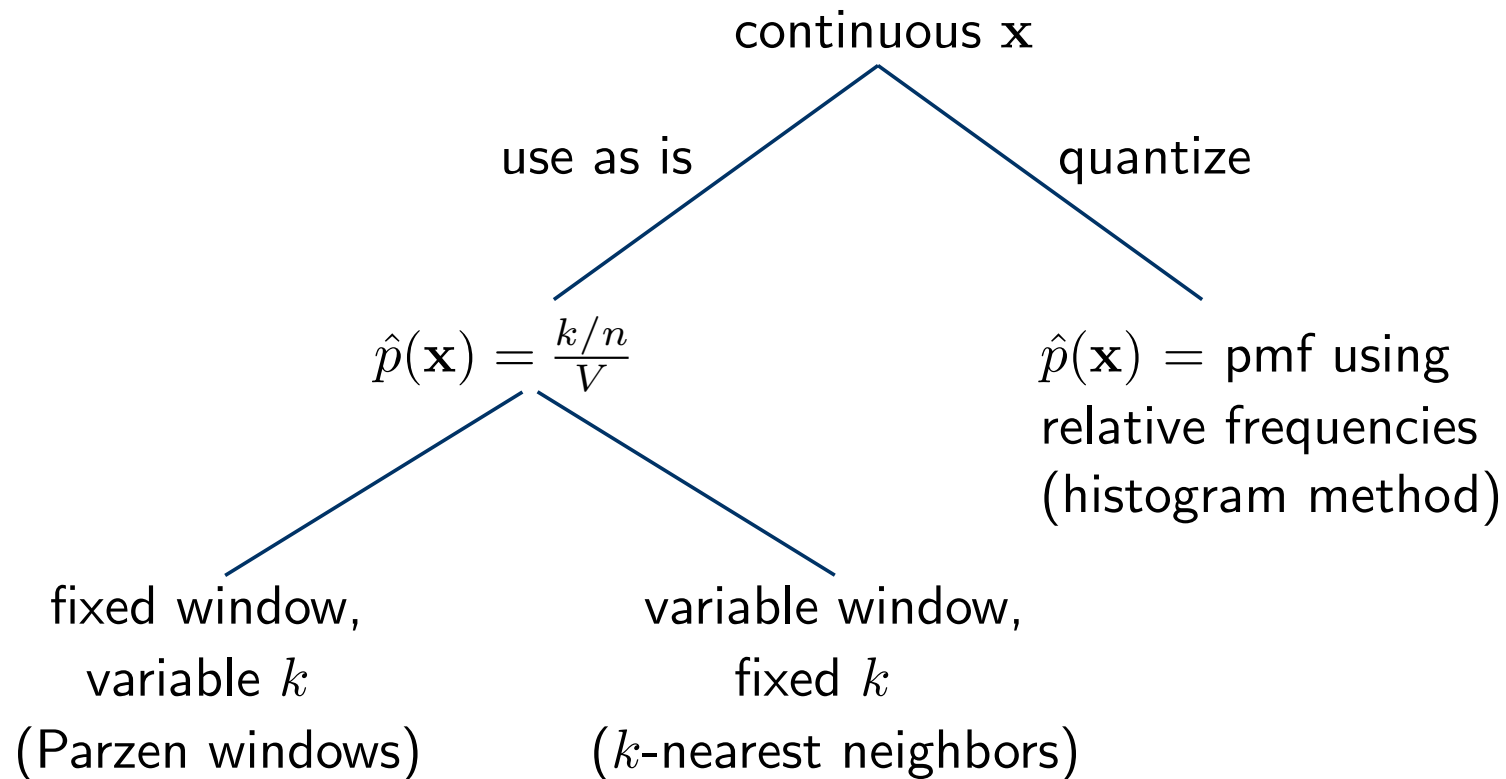 continuous x
use as is
quantize
p̂(x) = (k/n)/V
p̂(x) = pmf using
relative frequencies
(histogram method)
fixed window,
variable k
(Parzen windows)
variable window,
fixed k
(k-nearest neighbors)